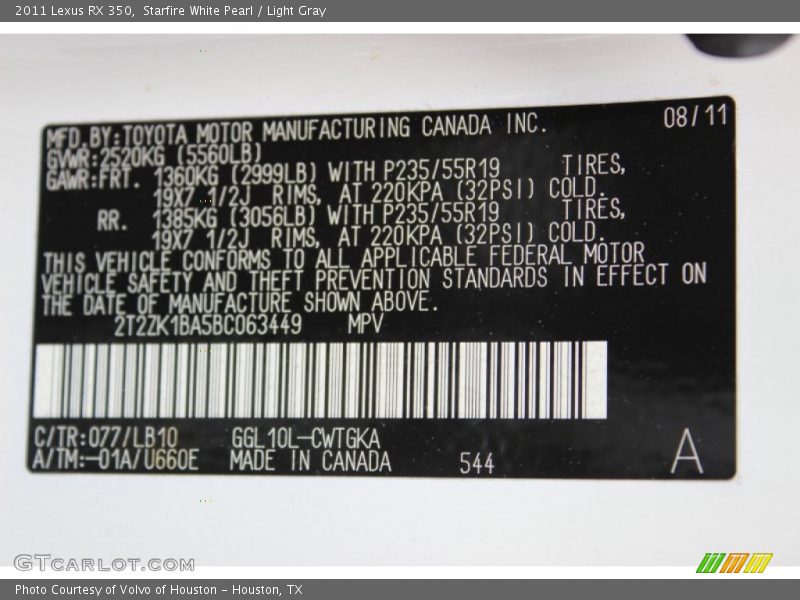 2011 Lexus RX 350, Starfire White Pearl / Light Gray
08/11
MFD.BY:TOYOTA MOTOR MANUFACTURING CANADA INC.
GVWR:2520KG (5560LB)
GAWR:FRT. 1360KG (2999LB) WITH P235/55R19 TIRES,
19X7 1/2J RIMS, AT 220KPA (32PSI) COLD.
RR. 1385KG (3056LB) WITH P235/55R19 TIRES,
19X7 1/2J RIMS, AT 220KPA (32PSI) COLD.
THIS VEHICLE CONFORMS TO ALL APPLICABLE FEDERAL MOTOR
VEHICLE SAFETY AND THEFT PREVENTION STANDARDS IN EFFECT ON
THE DATE OF MANUFACTURE SHOWN ABOVE.
2T2ZK1BA5BC063449 MPV
C/TR:077/LB10 GGL10L-CWTGKA
A/TM:-01A/U660E MADE IN CANADA 544 A
GTCARLOT.COM
Photo Courtesy of Volvo of Houston - Houston, TX